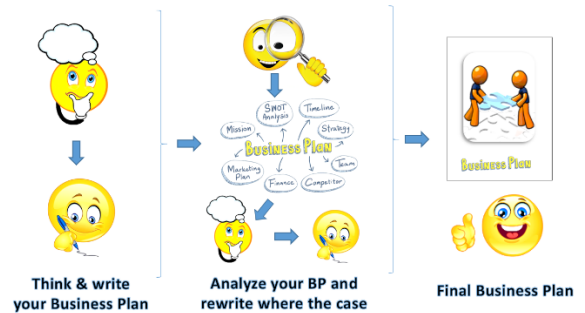 SWOT
Analysis
Timeline
Mission
Strategy
BUSINESS PLAN
Marketing
Plan
Team
Finance
Competitor
BUSINESS PLAN
Think & write
your Business Plan
Analyze your BP and
rewrite where the case
Final Business Plan